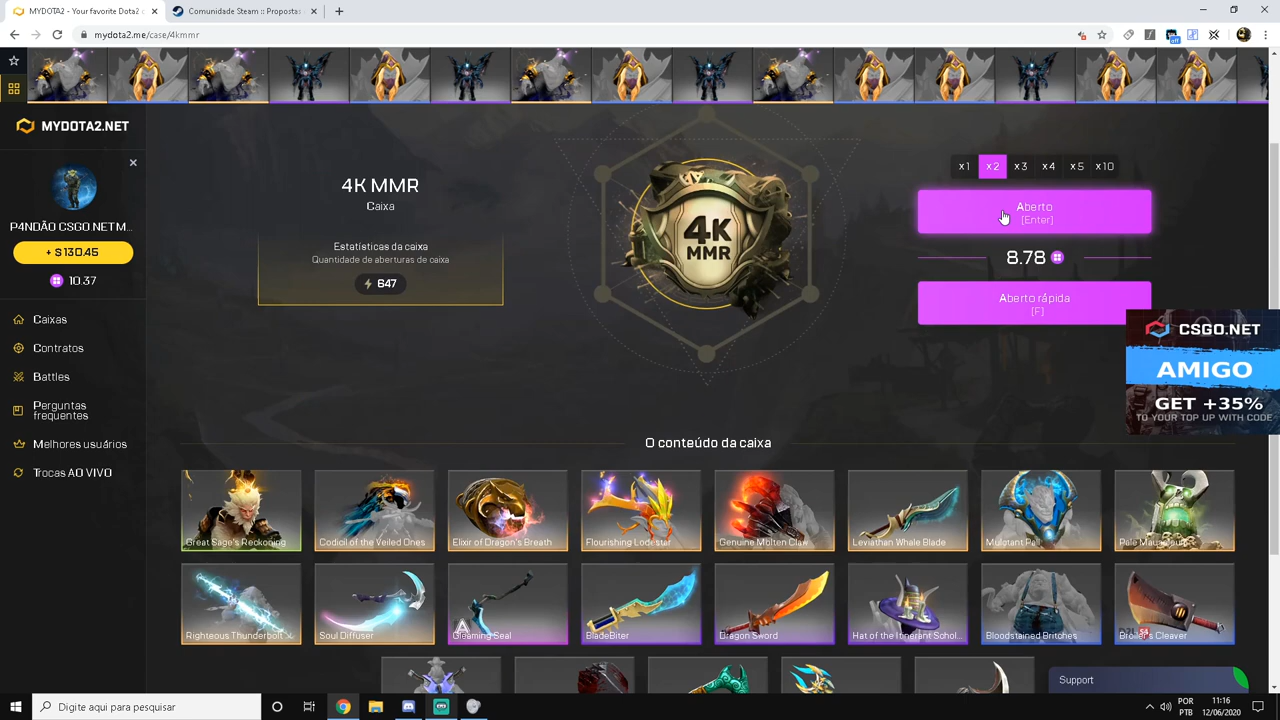 MYDOTA2 - Your favorite Dota2 c
Comunidade Steam :: Propostas
mydota2.me/case/4kmmr
MYDOTA2.NET
P4NDÃO CSGO NET M...
+ $ 130.45
10.37
Caixas
Contratos
Battles
Perguntas
frequentes
Melhores usuários
Trocas AO VIVO
4K MMR
Caixa
Estatísticas da caixa
Quantidade de aberturas de caixa
647
4K
MMR
x1 x2 x3 x4 x5 x10
Aberto
[Enter]
8.78
Aberto rápida
[F]
CSGO.NET
AMIGO
GET +35%
TO YOUR TOP UP WITH CODE
O conteúdo da caixa
Great Sage's Reckoning
Codicil of the Veiled Ones
Elixir of Dragon's Breath
Flourishing Lodestar
Genuine Molten Claw
Leviathan Whale Blade
Mulctant Pall
Righteous Thunderbolt
Soul Diffuser
Gleaming Seal
BladeBiter
Dragon Sword
Hat of the Itinerant Schol...
Bloodstained Britches
Cleaver
Support
Digite aqui para pesquisar
POR
PTB
11:16
12/06/2020